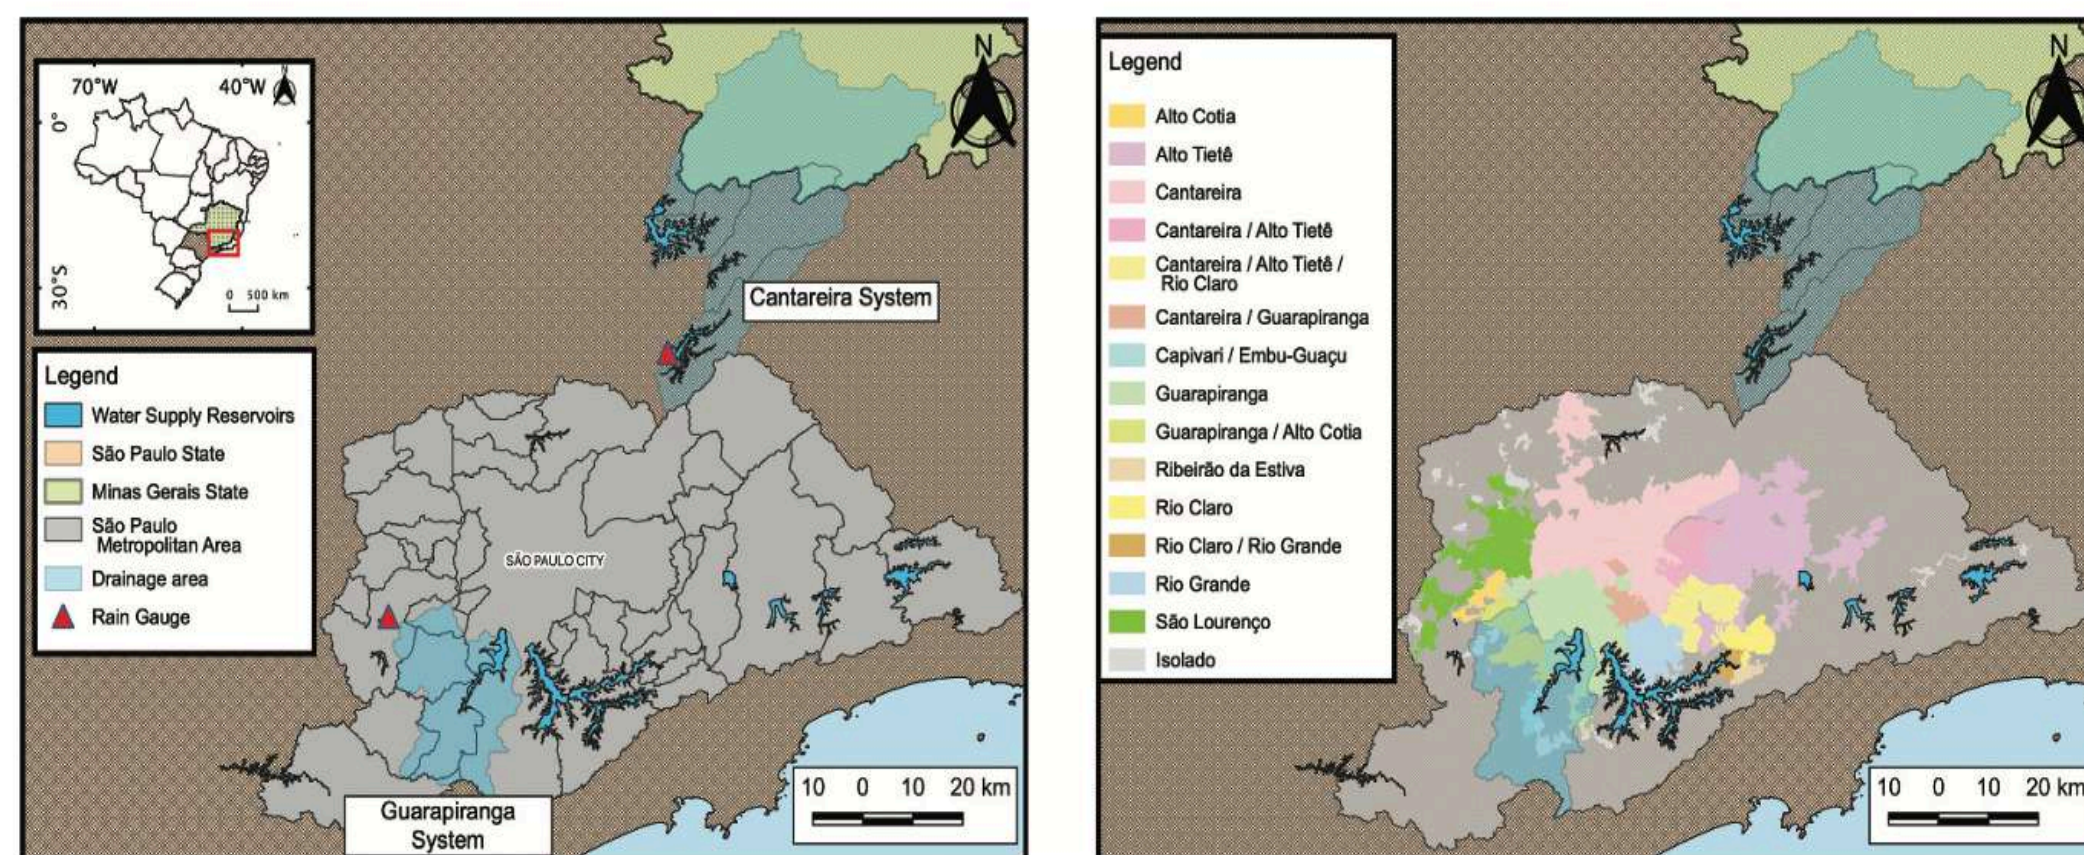 N
70°W
40°W
N
0°
30°S
0 500 km
Cantareira System
Legend
Water Supply Reservoirs
São Paulo State
Minas Gerais State
São Paulo
Metropolitan Area
Drainage area
Rain Gauge
SÃO PAULO CITY
Guarapiranga
System
10 0 10 20 km
N
Legend
Alto Cotia
Alto Tietê
Cantareira
Cantareira / Alto Tietê
Cantareira / Alto Tietê /
Rio Claro
Cantareira / Guarapiranga
Capivari / Embu-Guaçu
Guarapiranga
Guarapiranga / Alto Cotia
Ribeirão da Estiva
Rio Claro
Rio Claro / Rio Grande
Rio Grande
São Lourenço
Isolado
10 0 10 20 km